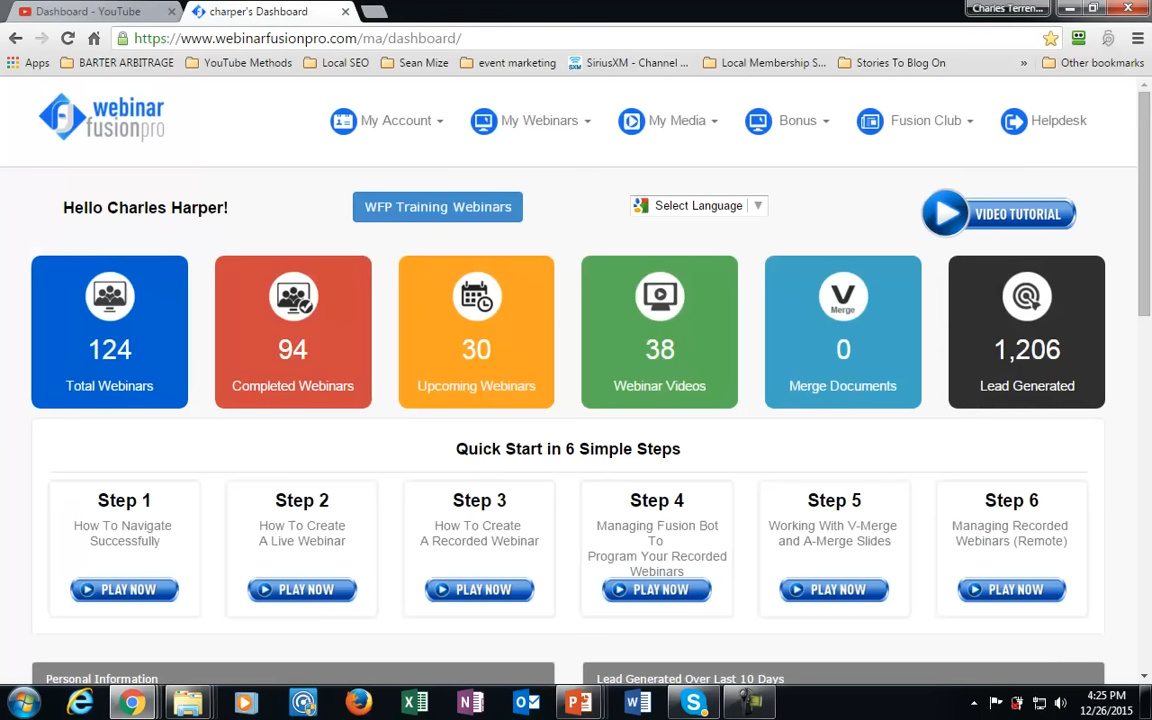 Dashboard - YouTube
charper's Dashboard
Charles Terren...
https://www.webinarfusionpro.com/ma/dashboard/
Apps BARTER ARBITRAGE YouTube Methods Local SEO Sean Mize event marketing SiriusXM - Channel ... Local Membership S... Stories To Blog On » Other bookmarks
webinar
fusionpro
My Account My Webinars My Media Bonus Fusion Club Helpdesk
Hello Charles Harper!
WFP Training Webinars
Select Language
VIDEO TUTORIAL
V
Merge
124 94 30 38 0 1,206
Total Webinars Completed Webinars Upcoming Webinars Webinar Videos Merge Documents Lead Generated
Quick Start in 6 Simple Steps
Step 1
How To Navigate
Successfully
PLAY NOW
Step 2
How To Create
A Live Webinar
PLAY NOW
Step 3
How To Create
A Recorded Webinar
PLAY NOW
Step 4
Managing Fusion Bot
To
Program Your Recorded
Webinars
PLAY NOW
Step 5
Working With V-Merge
and A-Merge Slides
PLAY NOW
Step 6
Managing Recorded
Webinars (Remote)
PLAY NOW
Personal Information
Lead Generated Over Last 10 Days
4:25 PM
12/26/2015